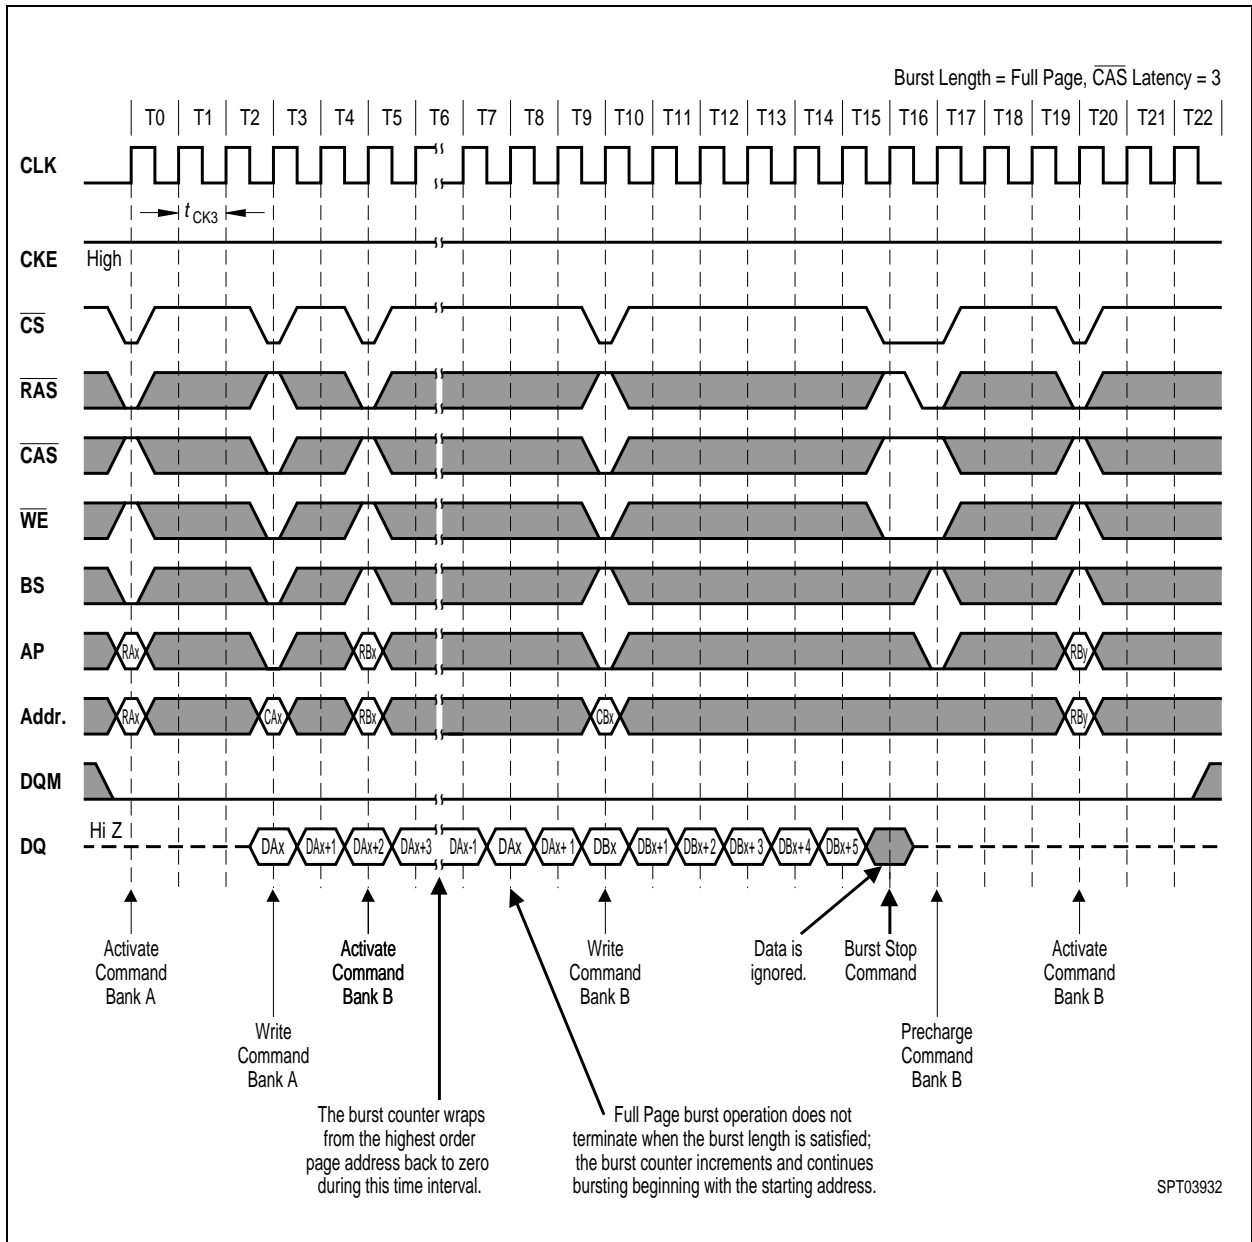 Burst Length = Full Page, CAS Latency = 3
T0 T1 T2 T3 T4 T5 T6 T7 T8 T9 T10 T11 T12 T13 T14 T15 T16 T17 T18 T19 T20 T21 T22
CLK
t CK3
CKE High
CS
RAS
CAS
WE
BS
AP RAx RBx RBy
Addr. RAx CAx RBx CBx RBy
DQM
Hi Z
DQ DAx DAx+1 DAx+2 DAx+3 DAx-1 DAx DAx+ 1 DBx DBx+1 DBx+ 2 DBx+ 3 DBx+ 4 DBx+ 5
Activate
Command
Bank A
Write
Command
Bank A
Activate
Command
Bank B
Write
Command
Bank B
Data is
ignored.
Burst Stop
Command
Precharge
Command
Bank B
Activate
Command
Bank B
The burst counter wraps
from the highest order
page address back to zero
during this time interval.
Full Page burst operation does not
terminate when the burst length is satisfied;
the burst counter increments and continues
bursting beginning with the starting address.
SPT03932